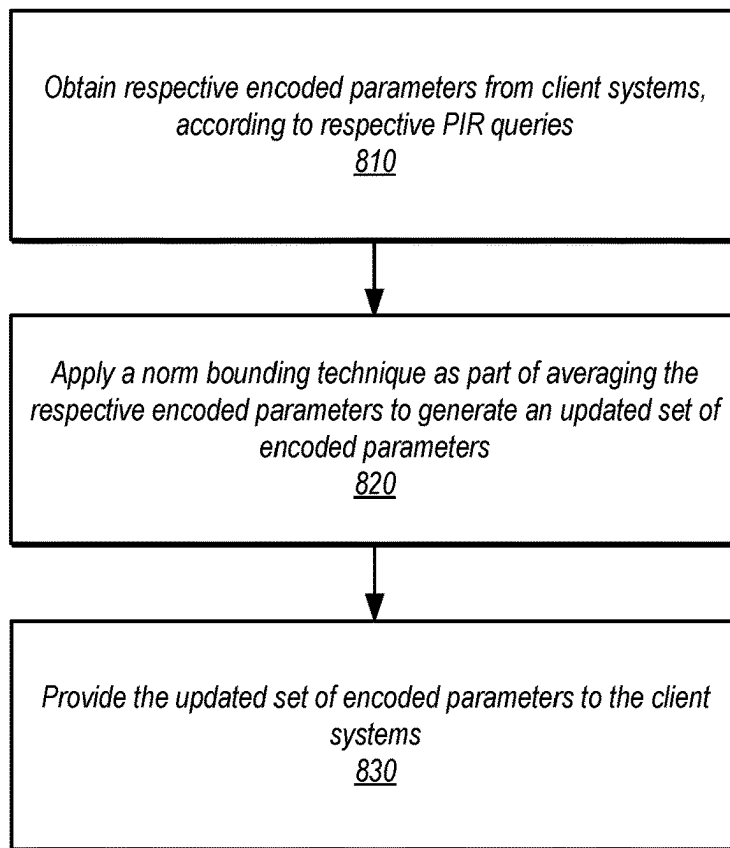 Obtain respective encoded parameters from client systems,
according to respective PIR queries
810
Apply a norm bounding technique as part of averaging the
respective encoded parameters to generate an updated set of
encoded parameters
820
Provide the updated set of encoded parameters to the client
systems
830